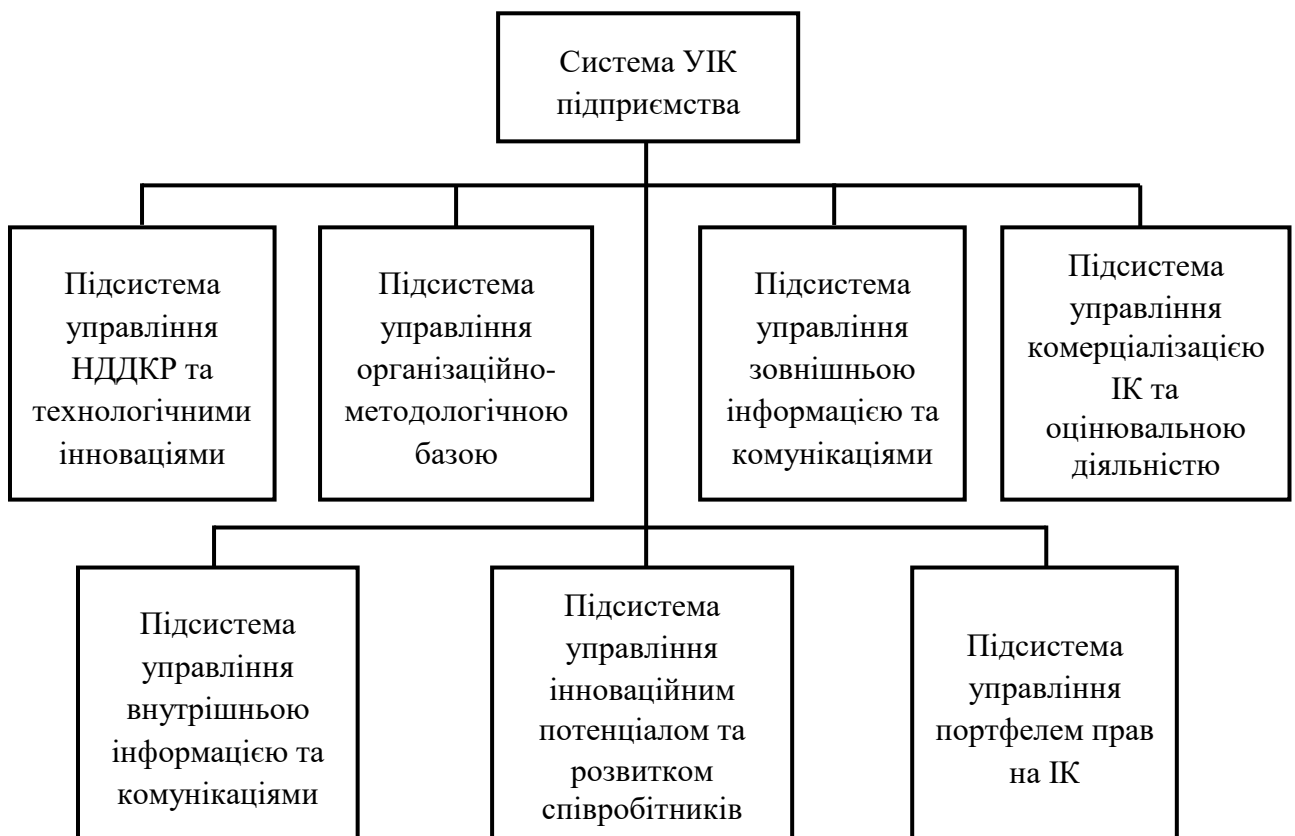 Система УІК
підприємства
Підсистема
управління
НДДКР та
технологічними
інноваціями
Підсистема
управління
організаційно-
методологічною
базою
Підсистема
управління
зовнішньою
інформацією та
комунікаціями
Підсистема
управління
комерціалізацією
ІК та
оцінювальною
діяльністю
Підсистема
управління
внутрішньою
інформацією та
комунікаціями
Підсистема
управління
інноваційним
потенціалом та
розвитком
співробітників
Підсистема
управління
портфелем прав
на ІК